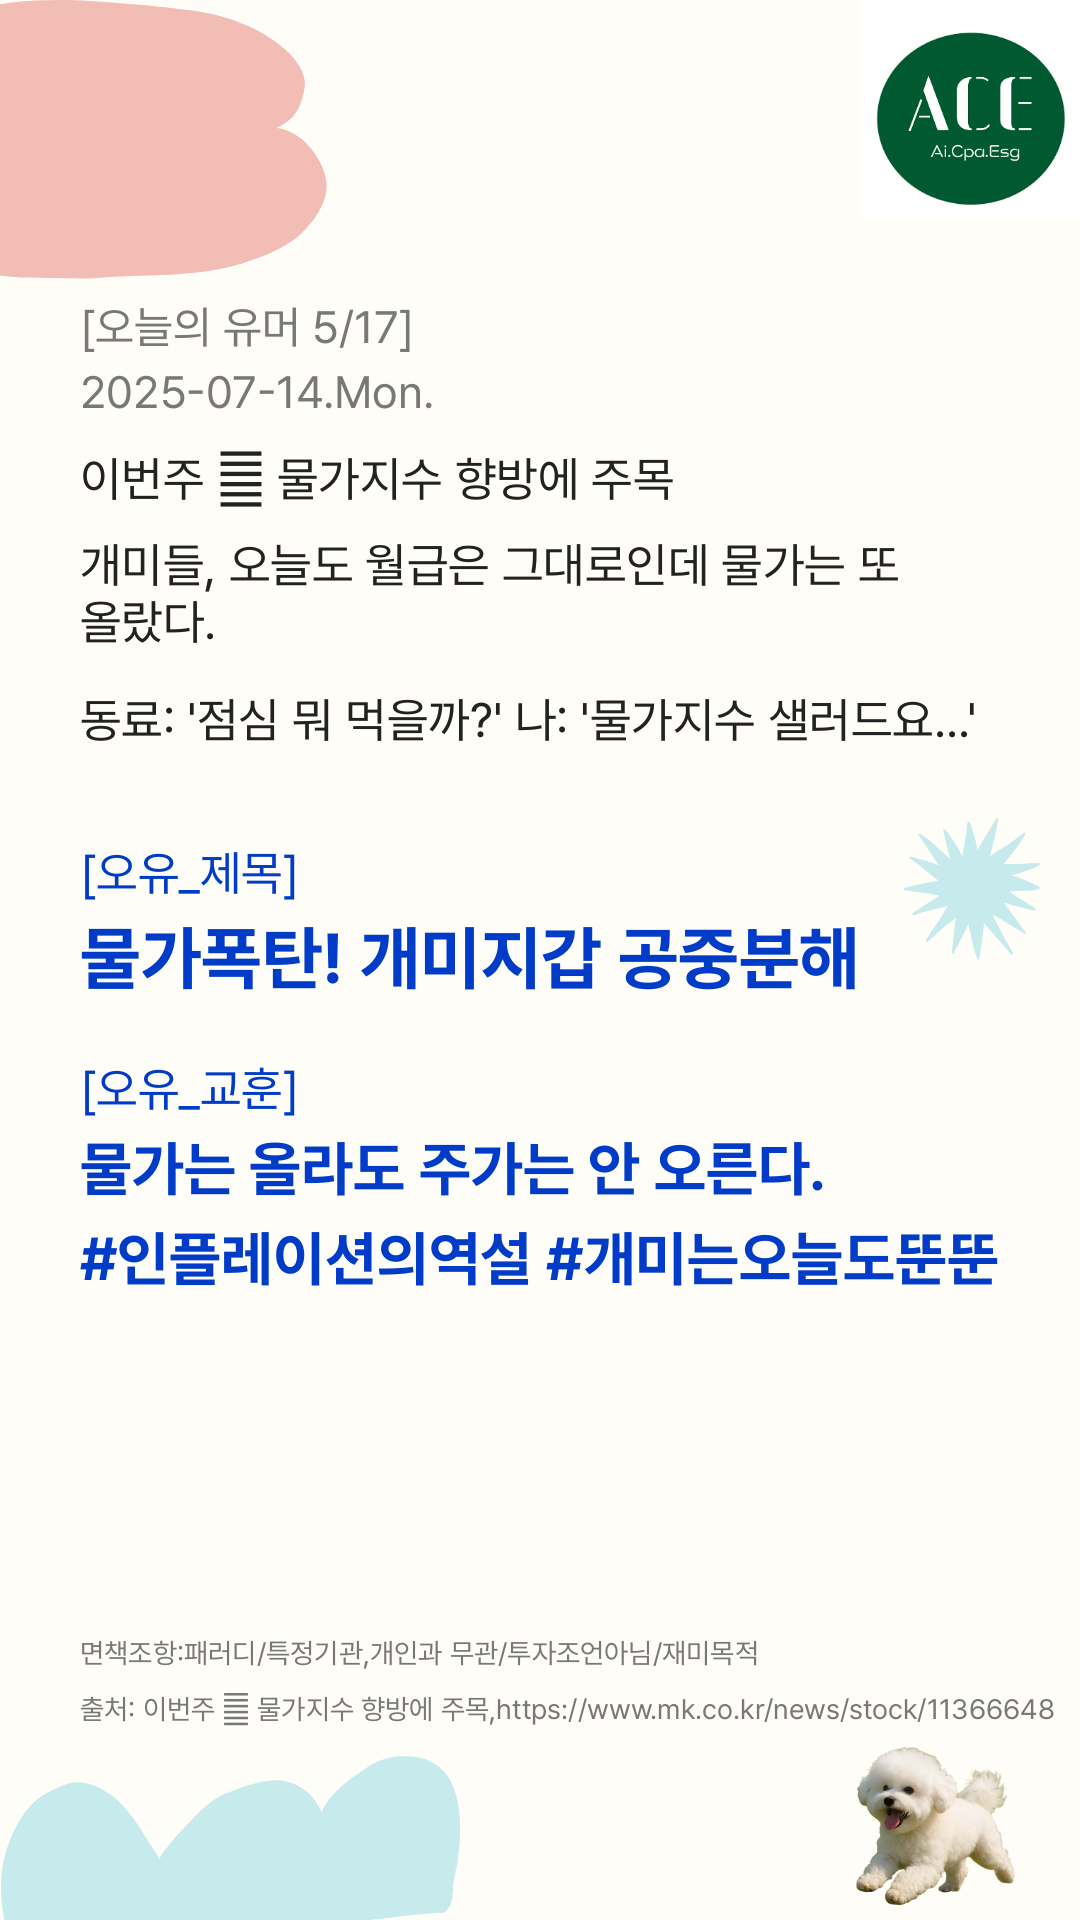 ACE
Ai.Cpa.Esg
[오늘의 유머 5/17]
2025-07-14.Mon.
이번주 물가지수 향방에 주목
개미들, 오늘도 월급은 그대로인데 물가는 또
올랐다.
동료: '점심 뭐 먹을까?' 나: '물가지수 샐러드요...'
[오유_제목]
물가폭탄! 개미지갑 공중분해
[오유_교훈]
물가는 올라도 주가는 안 오른다.
#인플레이션의역설 #개미는오늘도뚠뚠
면책조항:패러디/특정기관,개인과 무관/투자조언아님/재미목적
출처: 이번주 물가지수 향방에 주목,https://www.mk.co.kr/news/stock/11366648